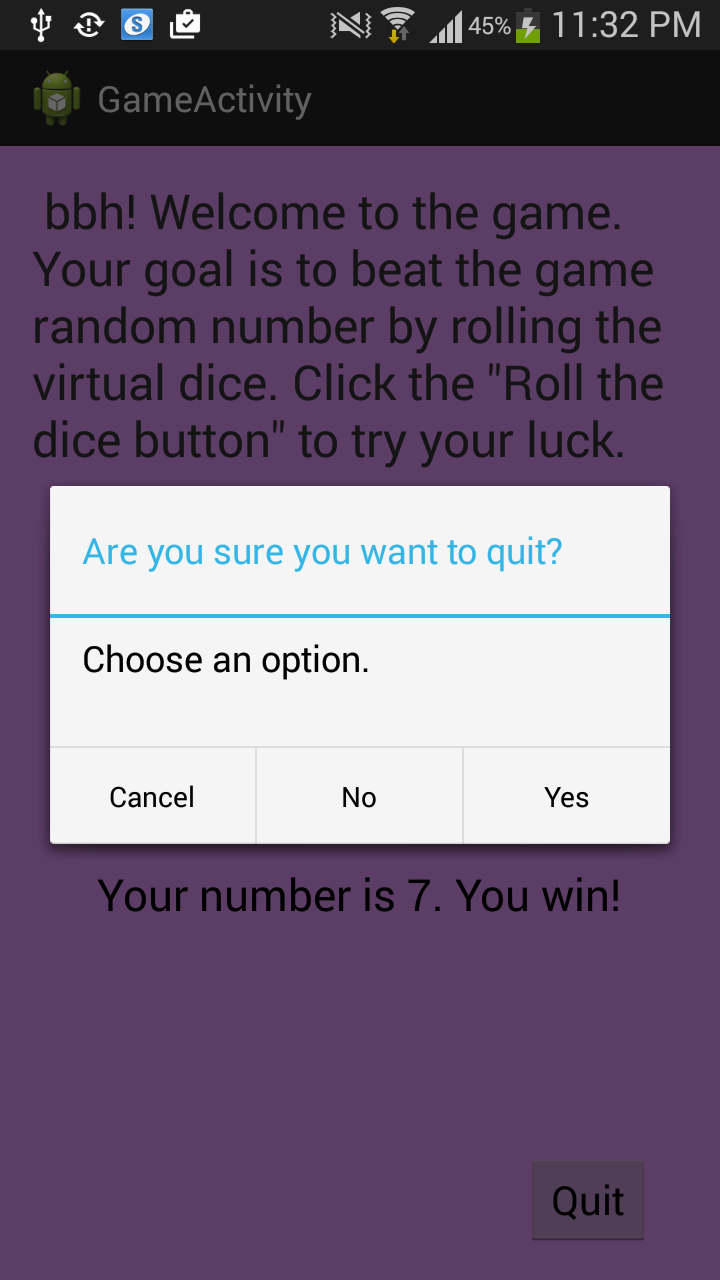 45% 11:32 PM
GameActivity
bbh! Welcome to the game.
Your goal is to beat the game
random number by rolling the
virtual dice. Click the "Roll the
dice button" to try your luck.
Are you sure you want to quit?
Choose an option.
Cancel No Yes
Your number is 7. You win!
Quit